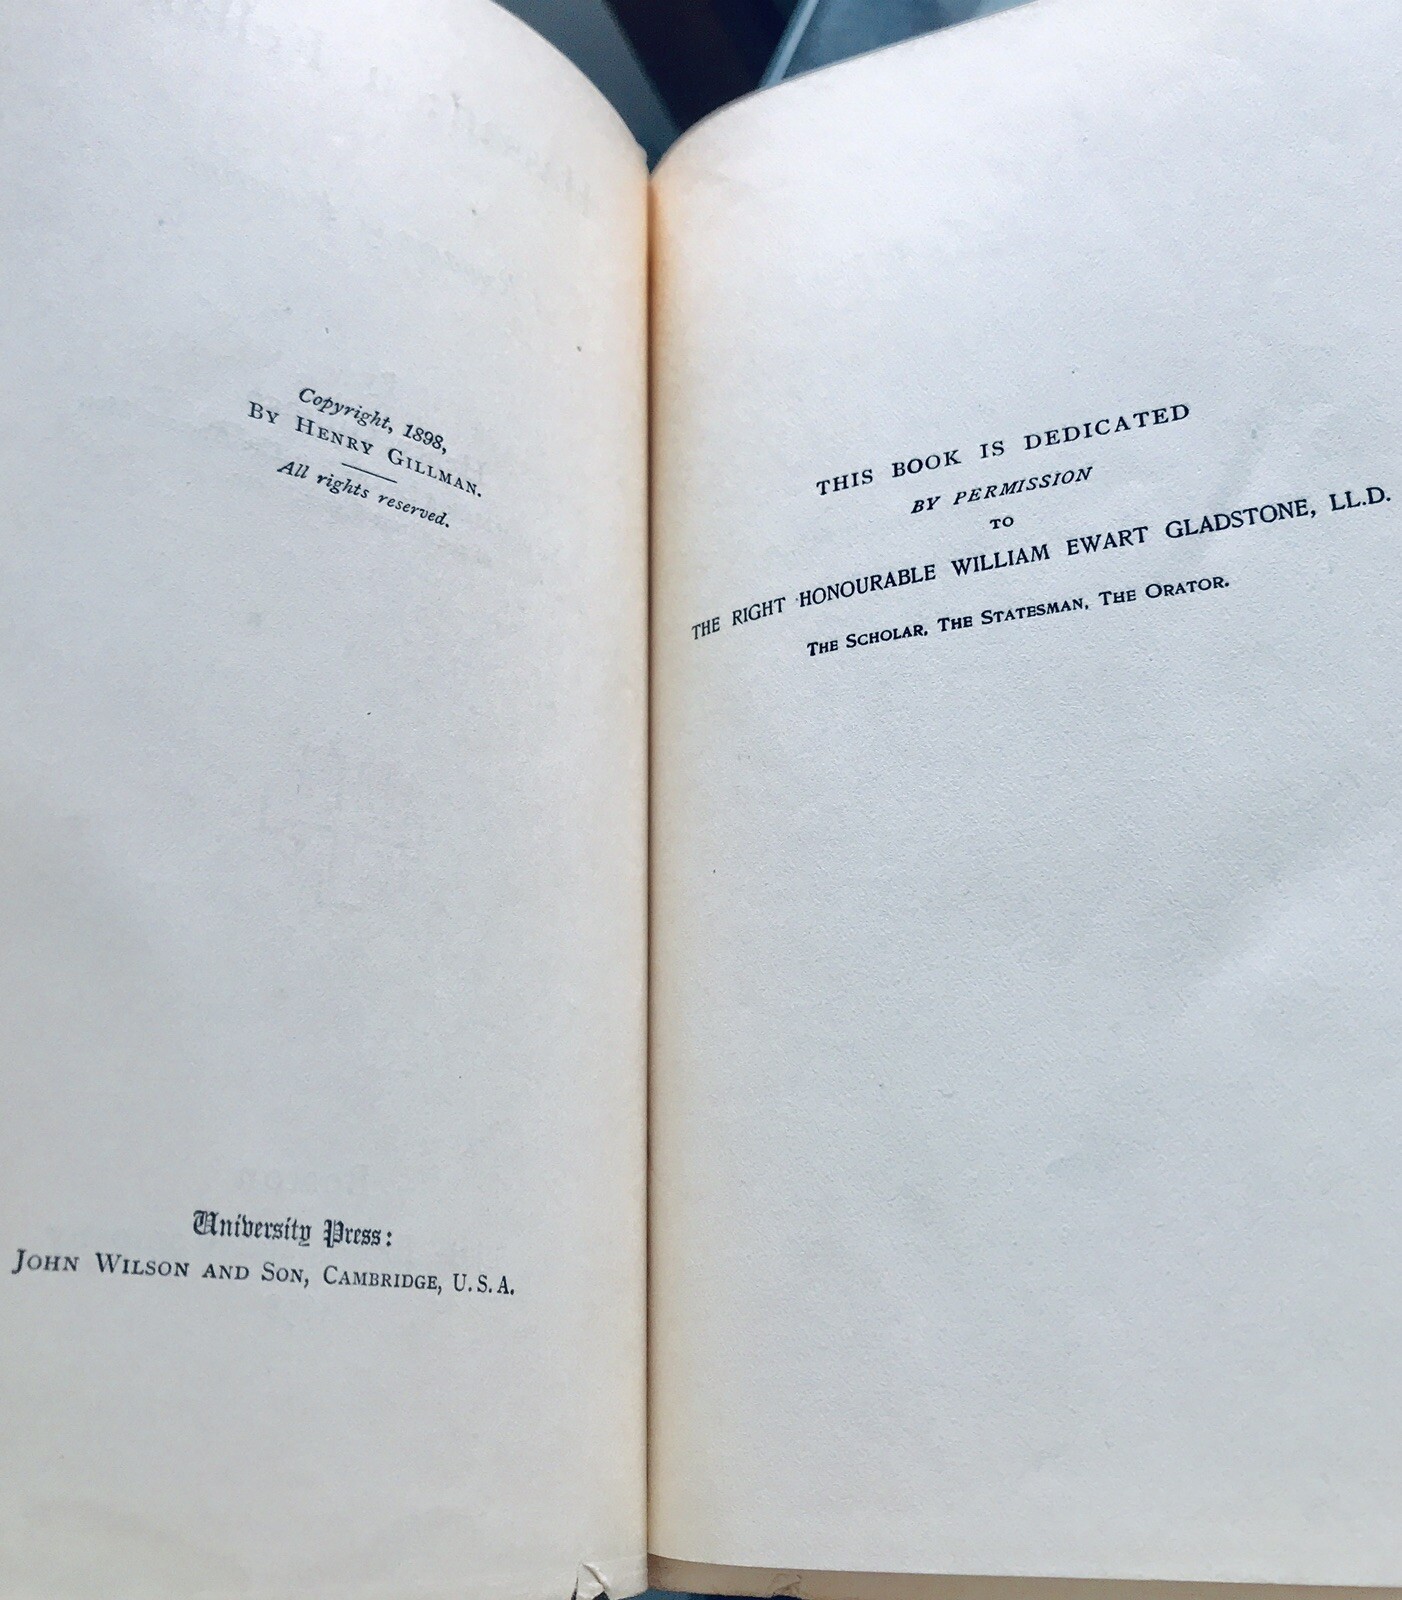 Copyright, 1898,
By Henry Gillman.
All rights reserved.
University Press:
John Wilson and Son, Cambridge, U.S.A.
THIS BOOK IS DEDICATED
BY PERMISSION
TO
THE RIGHT HONOURABLE WILLIAM EWART GLADSTONE, LL.D.
The Scholar, The Statesman, The Orator.